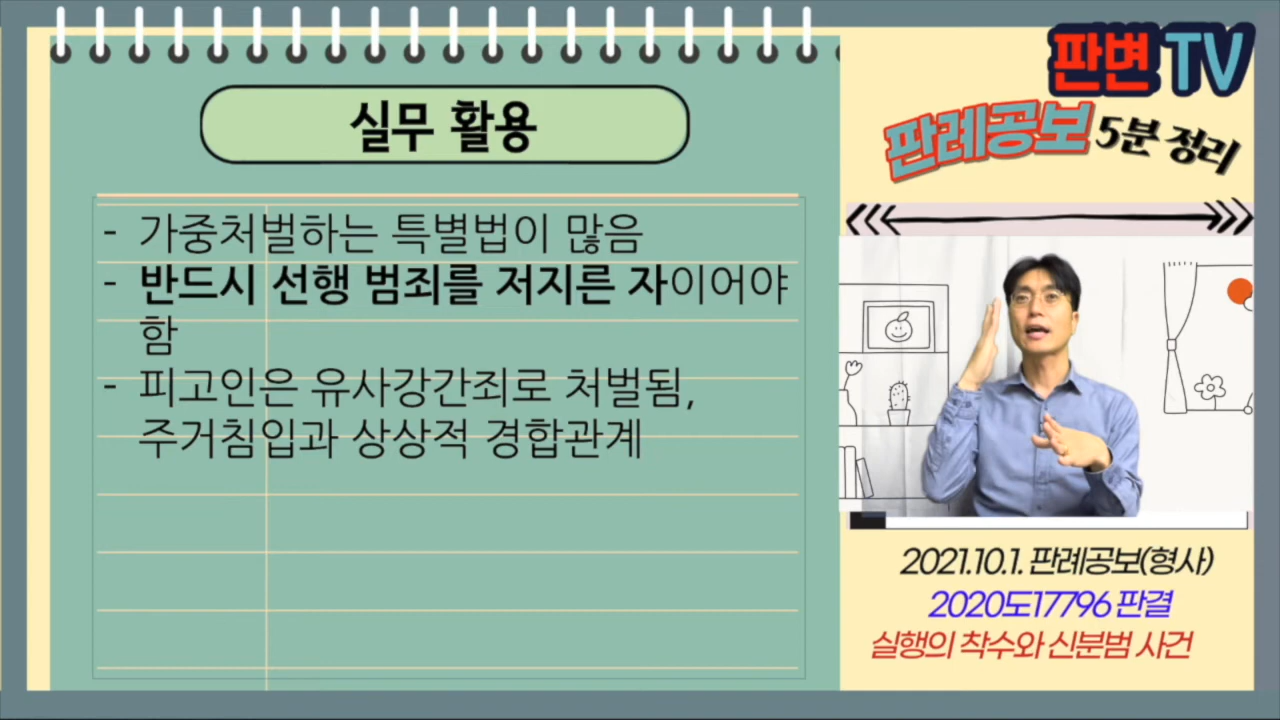 실무 활용
- 가중처벌하는 특별법이 많음
- 반드시 선행 범죄를 저지른 자이어야
함
- 피고인은 유사강간죄로 처벌됨,
주거침입과 상상적 경합관계
판변 TV
판례공보 5분 정리
2021.10.1. 판례공보(형사)
2020도17796 판결
실행의 착수와 신분범 사건